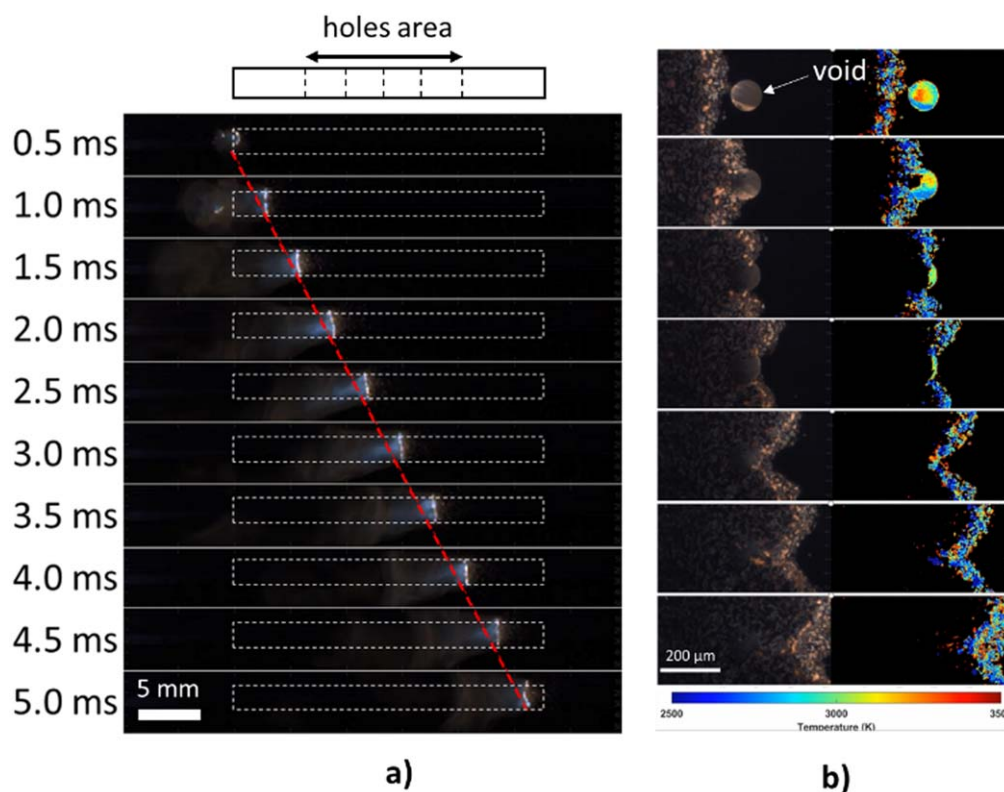 holes area
0.5 ms
1.0 ms
1.5 ms
2.0 ms
2.5 ms
3.0 ms
3.5 ms
4.0 ms
4.5 ms
5.0 ms
5 mm
a)
void
200 µm
2500 3000 350
Temperature (K)
b)